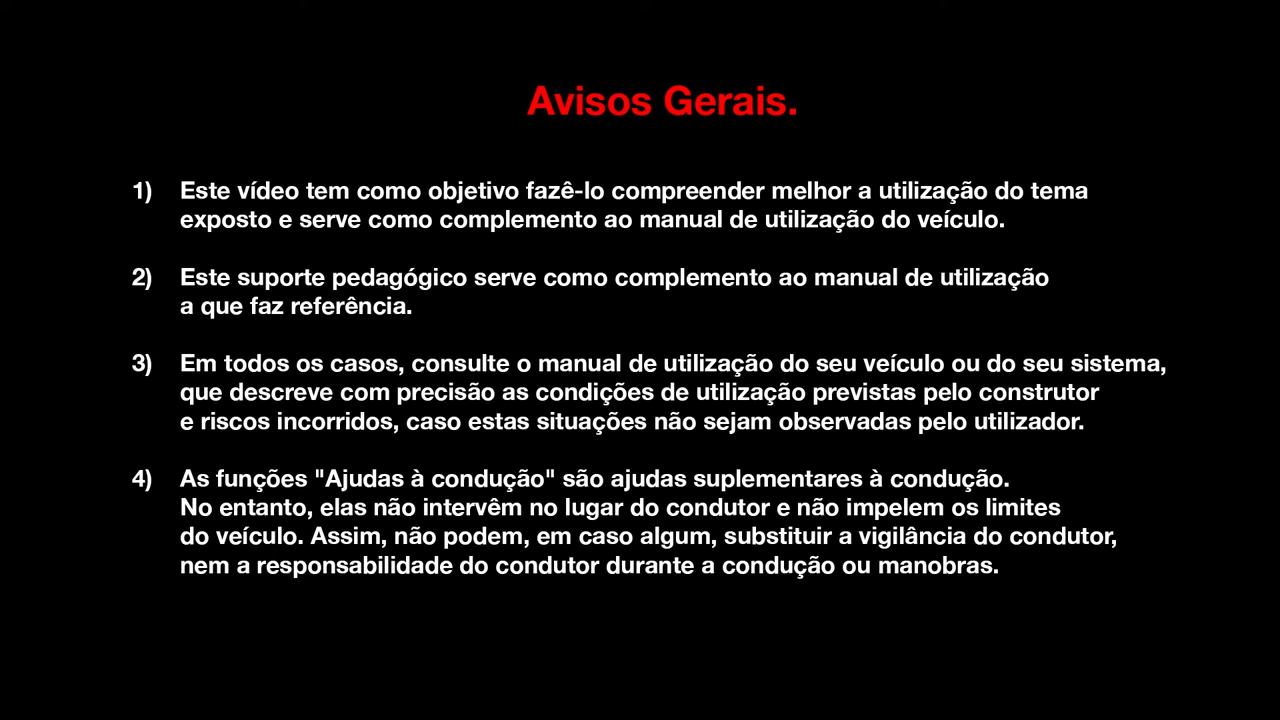 Avisos Gerais.
1) Este vídeo tem como objetivo fazê-lo compreender melhor a utilização do tema
exposto e serve como complemento ao manual de utilização do veículo.
2) Este suporte pedagógico serve como complemento ao manual de utilização
a que faz referência.
3) Em todos os casos, consulte o manual de utilização do seu veículo ou do seu sistema,
que descreve com precisão as condições de utilização previstas pelo construtor
e riscos incorridos, caso estas situações não sejam observadas pelo utilizador.
4) As funções "Ajudas à condução" são ajudas suplementares à condução.
No entanto, elas não intervêm no lugar do condutor e não impelem os limites
do veículo. Assim, não podem, em caso algum, substituir a vigilância do condutor,
nem a responsabilidade do condutor durante a condução ou manobras.